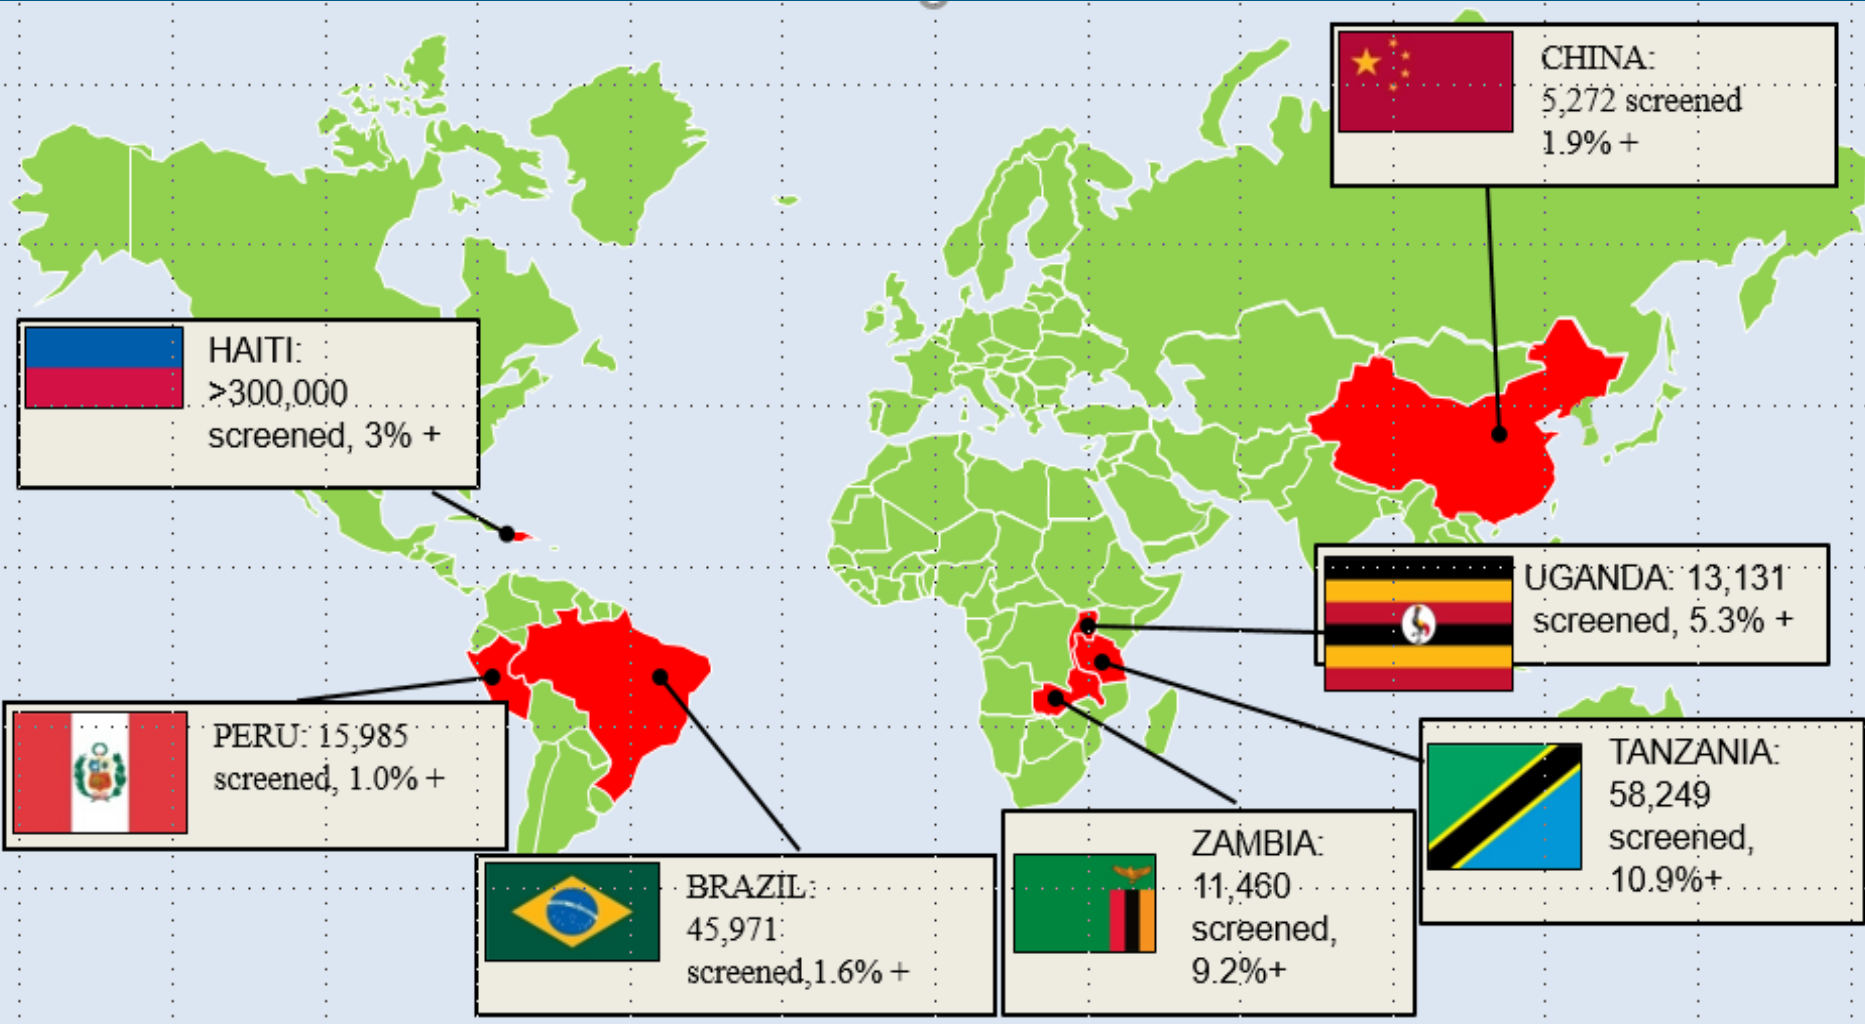 CHINA:
5,272 screened
1.9% +
HAITI:
>300,000
screened, 3% +
UGANDA: 13,131
screened, 5.3% +
PERU: 15,985
screened, 1.0% +
TANZANIA:
58,249
screened,
10.9%+
ZAMBIA:
11,460
screened,
9.2%+
BRAZIL:
45,971
screened,1.6% +